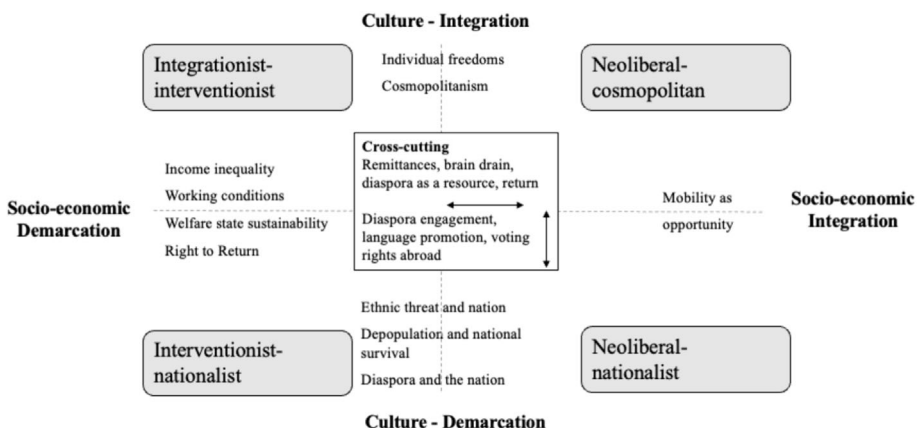 Culture - Integration
Integrationist-
interventionist
Individual freedoms
Cosmopolitanism
Neoliberal-
cosmopolitan
Income inequality
Working conditions
Welfare state sustainability
Right to Return
Socio-economic
Demarcation
Cross-cutting
Remittances, brain drain,
diaspora as a resource, return
Diaspora engagement,
language promotion, voting
rights abroad
Mobility as
opportunity
Socio-economic
Integration
Interventionist-
nationalist
Ethnic threat and nation
Depopulation and national
survival
Diaspora and the nation
Neoliberal-
nationalist
Culture - Demarcation